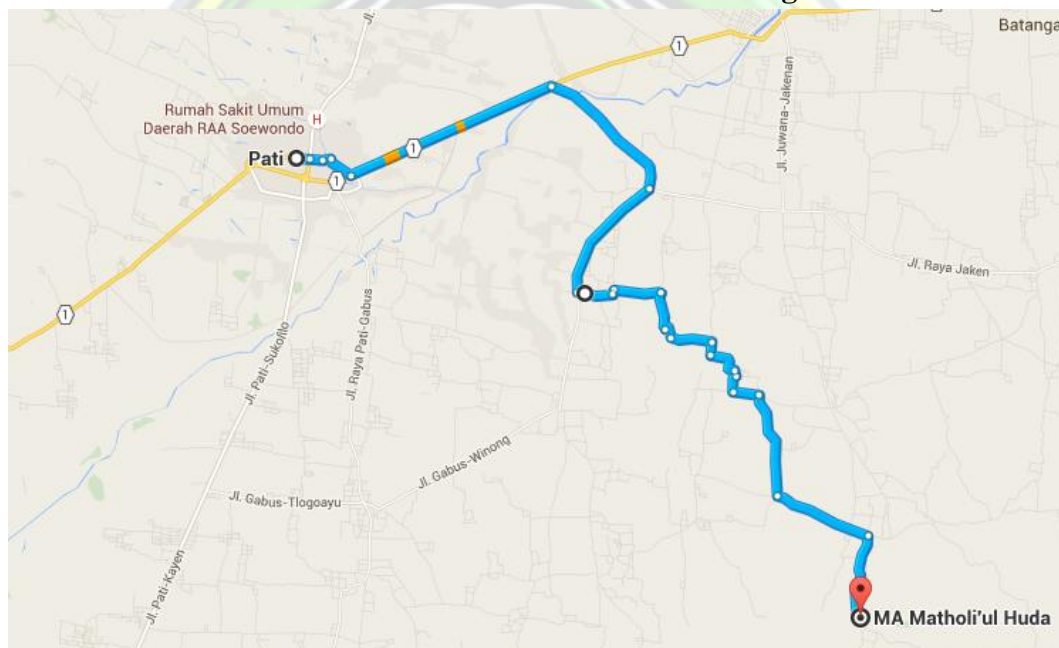 Batanga
1
Jl.
Rumah Sakit Umum
Daerah RAA Soewondo
H
Pati
1
1
Jl. Juwana-Jakenan
Jl. Raya Jaken
1
Jl. Pati-Sukolilo
Jl. Raya Pati-Gabus
Jl. Gabus-Winong
Jl. Gabus-Tlogoayu
Jl. Pati-Kayen
MA Matholi'ul Huda